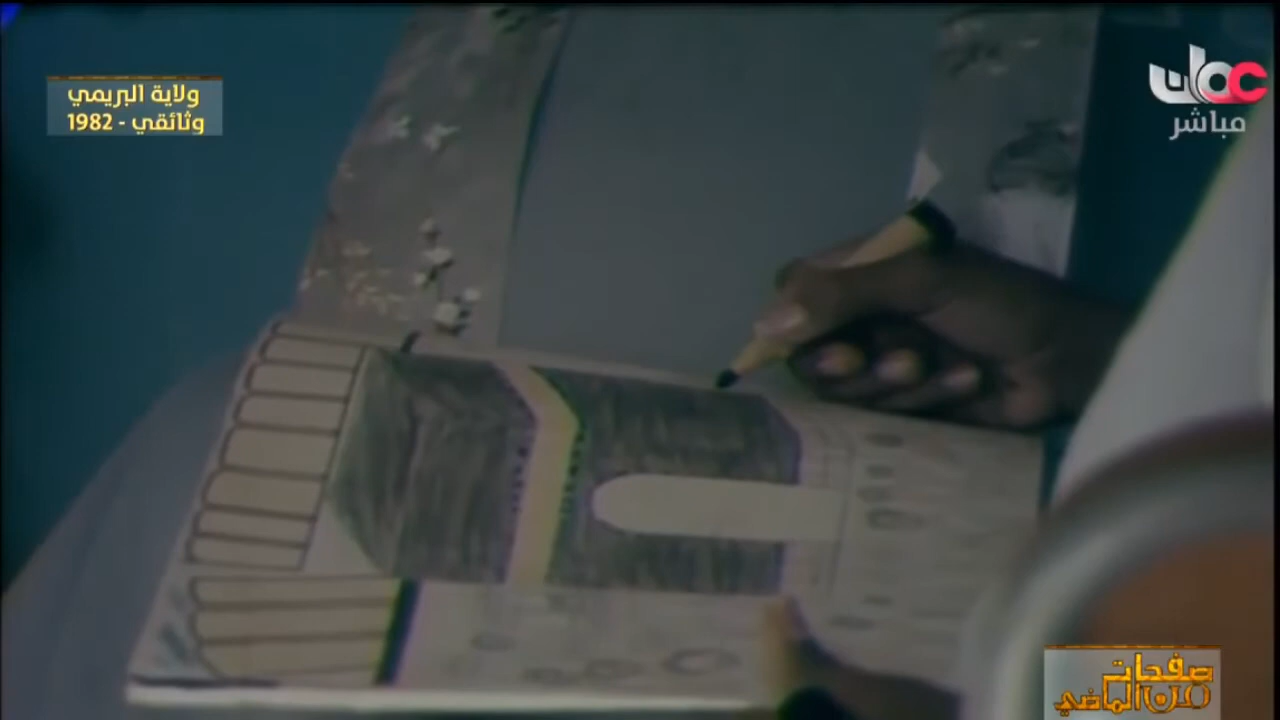 ولاية البريمي
وثائقي - 1982
عمان
مباشر
صفحات
من الماضي